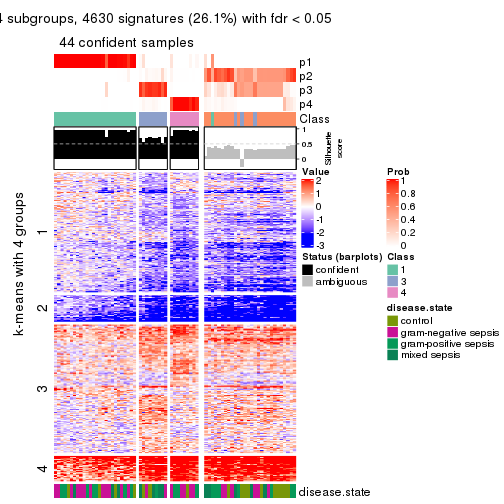 4 subgroups, 4630 signatures (26.1%) with fdr < 0.05
44 confident samples
p1
p2
p3
p4
Class
1
0.5
0
Silhouette
score
k-means with 4 groups
1
2
3
4
Value
2
1
0
-1
-2
-3
Prob
1
0.8
0.6
0.4
0.2
0
Status (barplots)
confident
ambiguous
Class
1
3
4
disease.state
control
gram-negative sepsis
gram-positive sepsis
mixed sepsis
disease.state